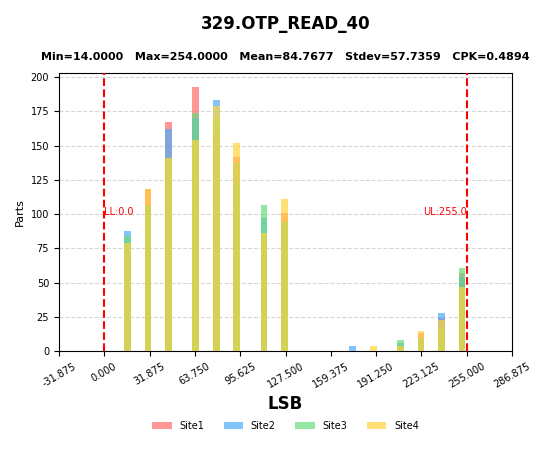 329.OTP_READ_40
Min=14.0000 Max=254.0000 Mean=84.7677 Stdev=57.7359 CPK=0.4894
200
175
150
125
100
75
50
25
0
Parts
LL:0.0
UL:255.0
-31.875 0.000 31.875 63.750 95.625 127.500 159.375 191.250 223.125 255.000 286.875
LSB
Site1 Site2 Site3 Site4